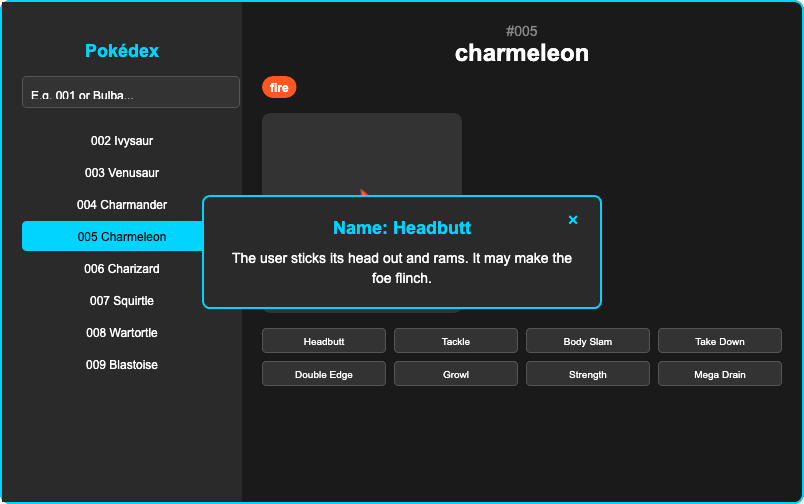 Pokédex
E.g. 001 or Bulba...
002 Ivysaur
003 Venusaur
004 Charmander
005 Charmeleon
006 Charizard
007 Squirtle
008 Wartortle
009 Blastoise
#005
charmeleon
fire
×
Name: Headbutt
The user sticks its head out and rams. It may make the
foe flinch.
Headbutt
Tackle
Body Slam
Take Down
Double Edge
Growl
Strength
Mega Drain